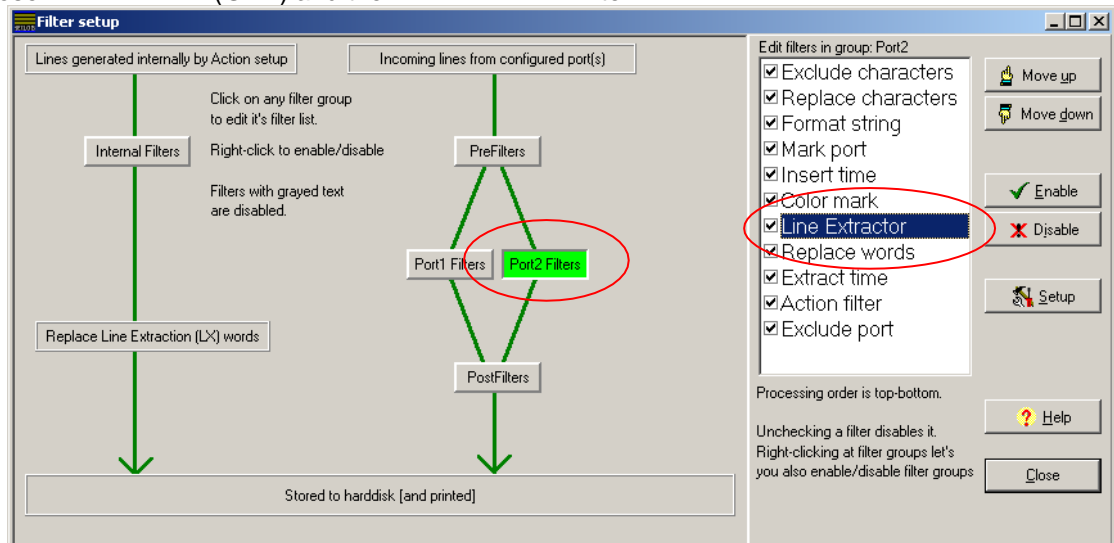 Filter setup
Lines generated internally by Action setup
Incoming lines from configured port(s)
Click on any filter group
to edit it's filter list.
Internal Filters
Right-click to enable/disable
PreFilters
Filters with grayed text
are disabled.
Port1 Filters
Port2 Filters
Replace Line Extraction (LX) words
PostFilters
Stored to harddisk [and printed]
Edit filters in group: Port2
Exclude characters
Replace characters
Format string
Mark port
Insert time
Color mark
Line Extractor
Replace words
Extract time
Action filter
Exclude port
Move up
Move down
Enable
Disable
Setup
Processing order is top-bottom.
Unchecking a filter disables it.
Right-clicking at filter groups let's
you also enable/disable filter groups
Help
Close